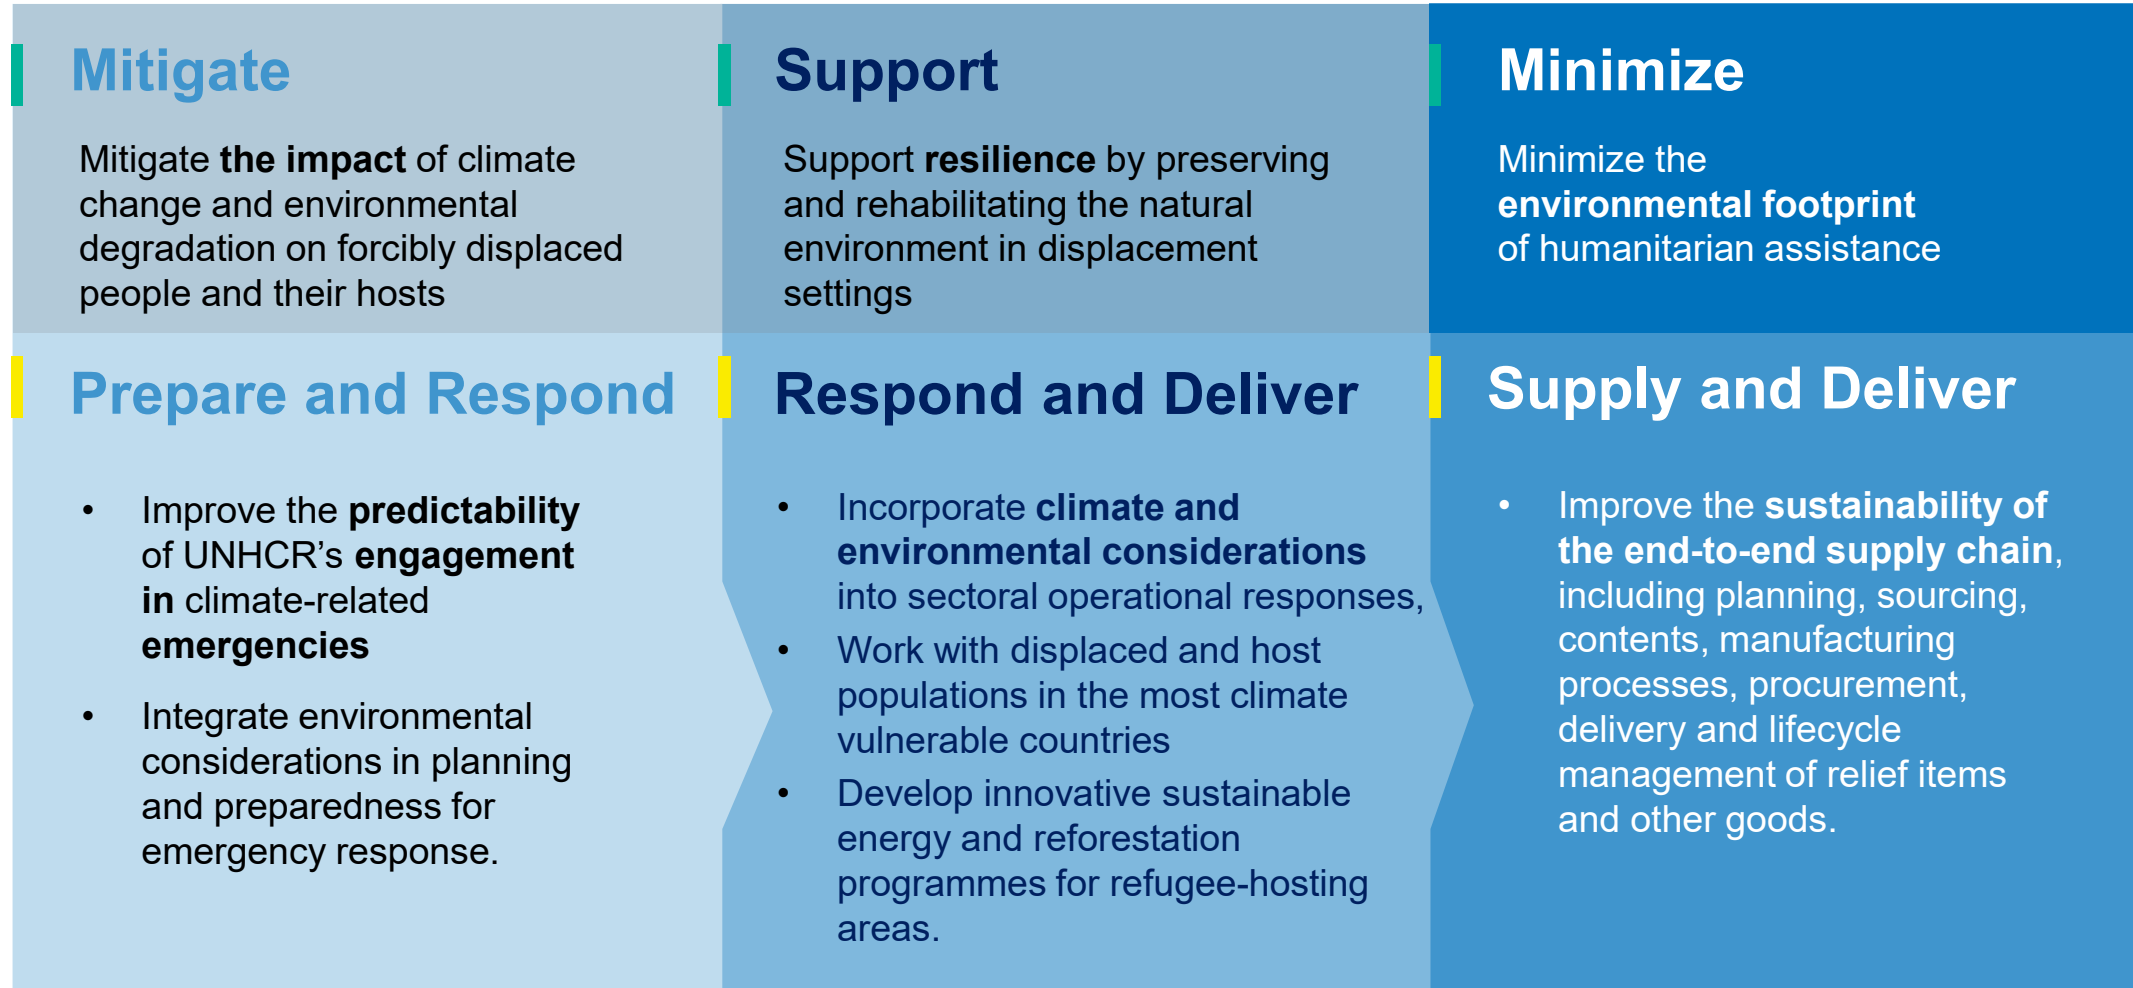 Mitigate
Mitigate the impact of climate
change and environmental
degradation on forcibly displaced
people and their hosts
Support
Support resilience by preserving
and rehabilitating the natural
environment in displacement
settings
Minimize
Minimize the
environmental footprint
of humanitarian assistance
Prepare and Respond
• Improve the predictability
of UNHCR’s engagement
in climate-related
emergencies
• Integrate environmental
considerations in planning
and preparedness for
emergency response.
Respond and Deliver
• Incorporate climate and
environmental considerations
into sectoral operational responses,
• Work with displaced and host
populations in the most climate
vulnerable countries
• Develop innovative sustainable
energy and reforestation
programmes for refugee-hosting
areas.
Supply and Deliver
• Improve the sustainability of
the end-to-end supply chain,
including planning, sourcing,
contents, manufacturing
processes, procurement,
delivery and lifecycle
management of relief items
and other goods.